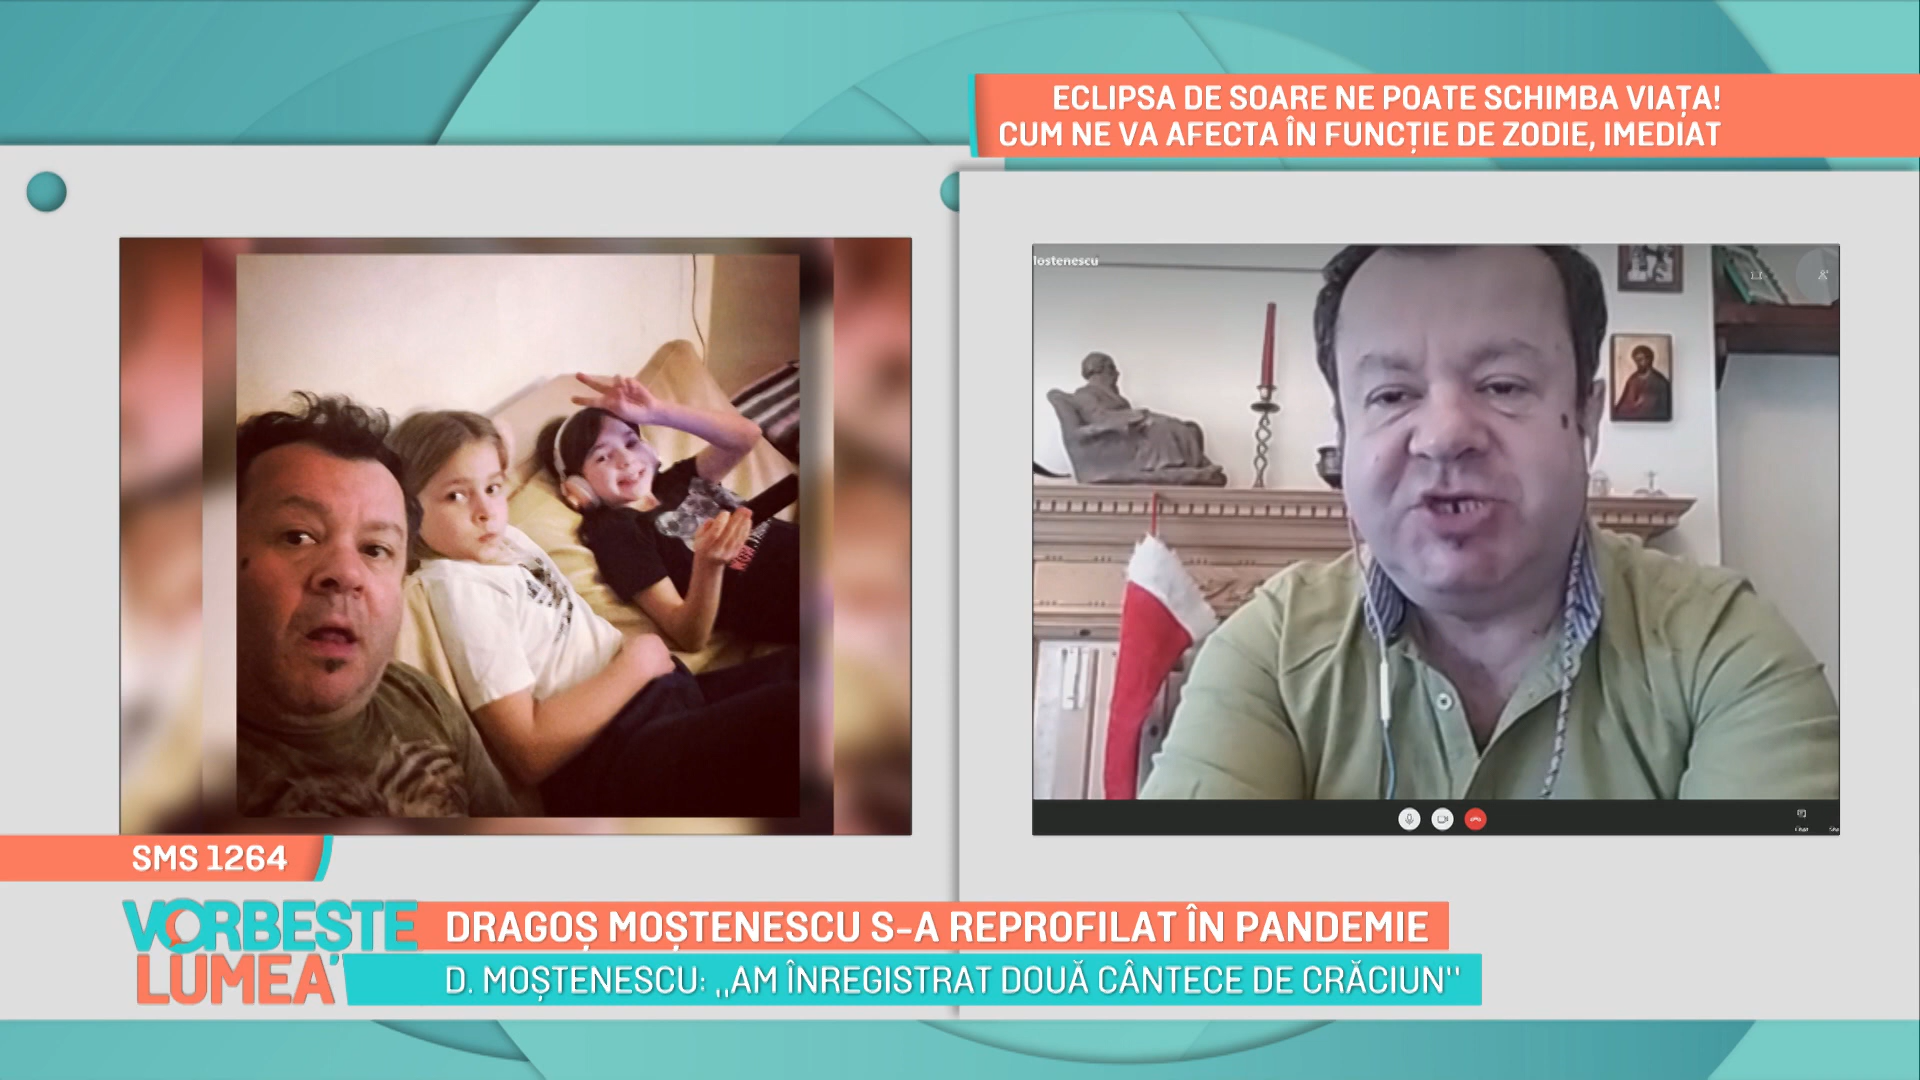 ECLIPSA DE SOARE NE POATE SCHIMBA VIAȚA!
CUM NE VA AFECTA ÎN FUNCȚIE DE ZODIE, IMEDIAT
lostenescu
Chat
SMS 1264
VORBEȘTE
LUMEA
DRAGOȘ MOȘTENESCU S-A REPROFILAT ÎN PANDEMIE
D. MOȘTENESCU: ,,AM ÎNREGISTRAT DOUĂ CÂNTECE DE CRĂCIUN''